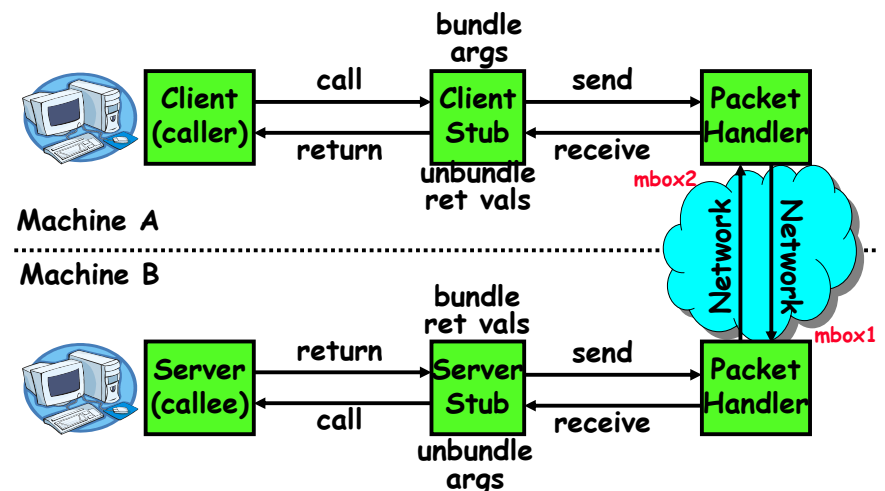 bundle
args
call
send
Client
(caller)
Client
Stub
Packet
Handler
return
receive
unbundle
ret vals
mbox2
Machine A
Network
Network
Machine B
bundle
ret vals
mbox1
return
send
Server
(callee)
Server
Stub
Packet
Handler
call
receive
unbundle
args